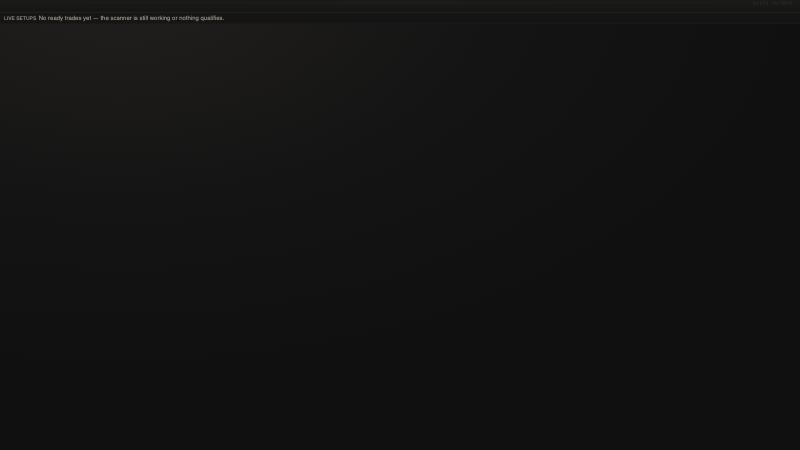 LIVE SETUPS No ready trades yet — the scanner is still working or nothing qualifies.